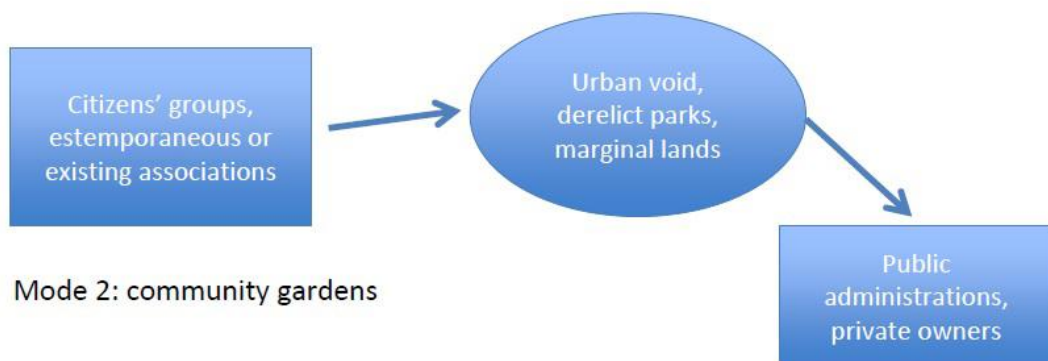 Citizens’ groups,
estemporaneous or
existing associations
Urban void,
derelict parks,
marginal lands
Public
administrations,
private owners
Mode 2: community gardens